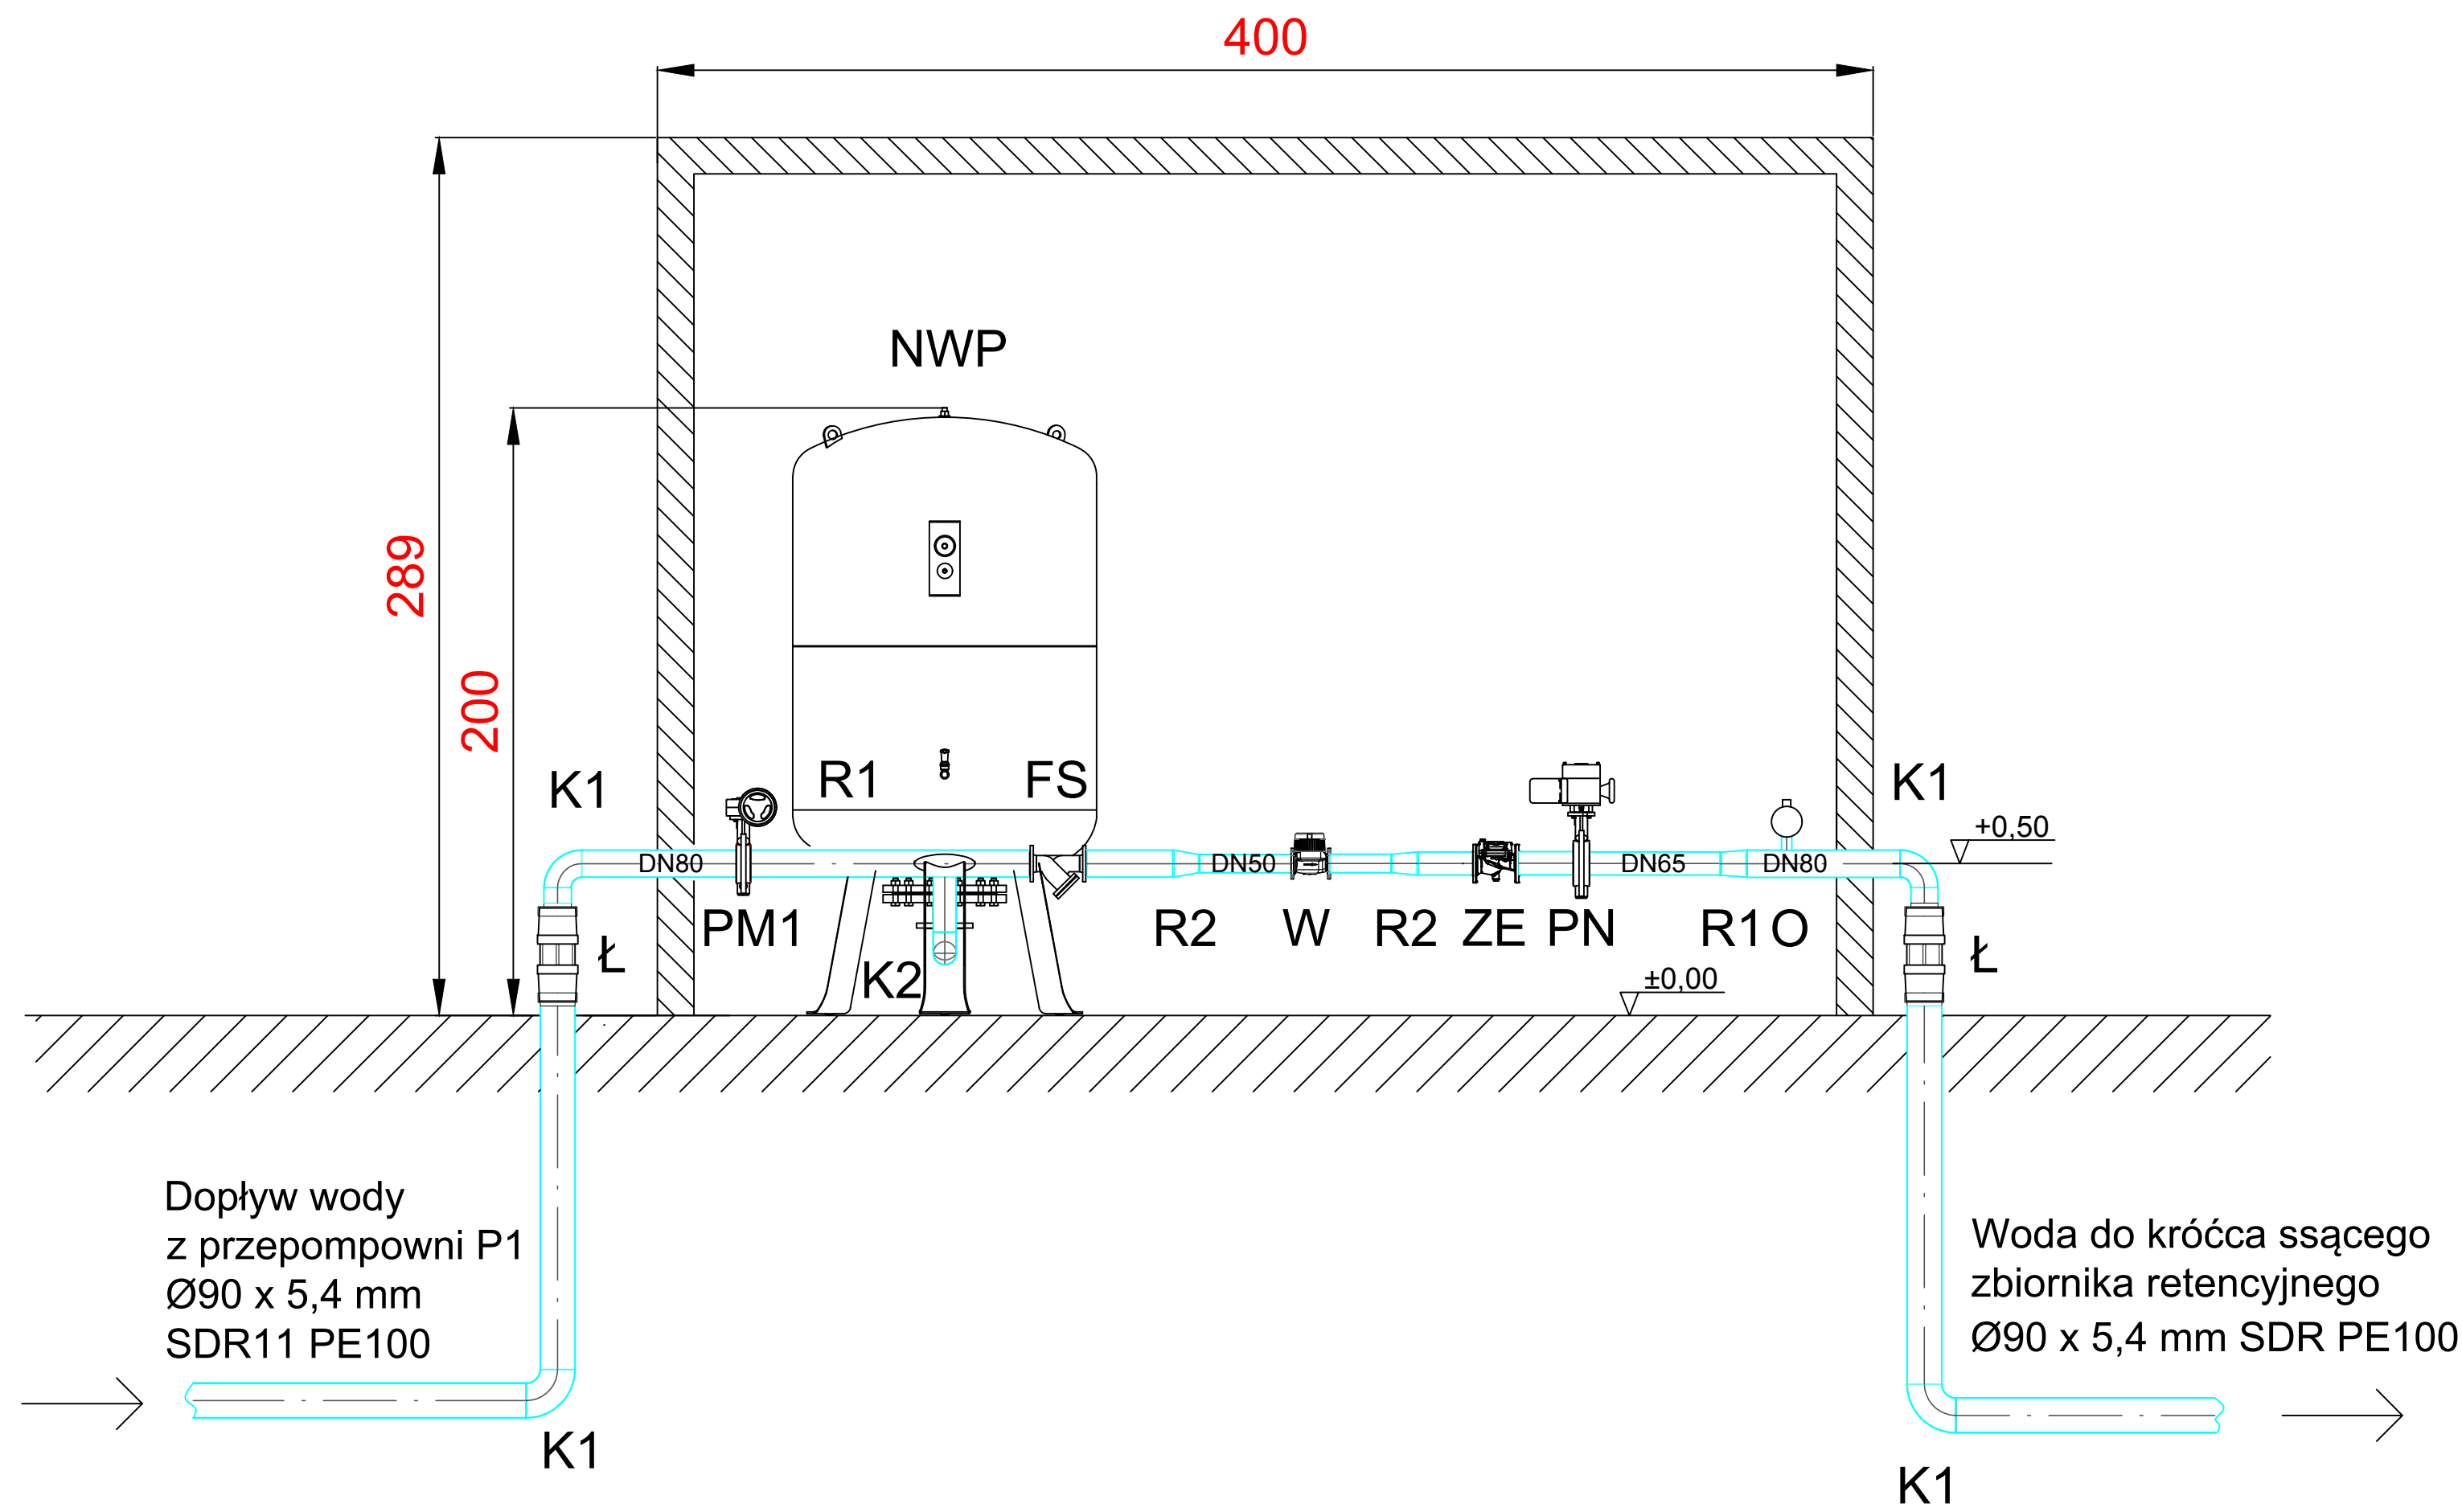 400
NWP
289
200
K1
R1
FS
K1
+0,50
DN80
DN50
DN65
DN80
PM1
R2
W
R2
ZE
PN
R1
O
Ł
K2
Ł
±0,00
Dopływ wody
z przepompowni P1
Ø90 x 5,4 mm
SDR11 PE100
Woda do króćca ssącego
zbiornika retencyjnego
Ø90 x 5,4 mm SDR PE100
K1
K1